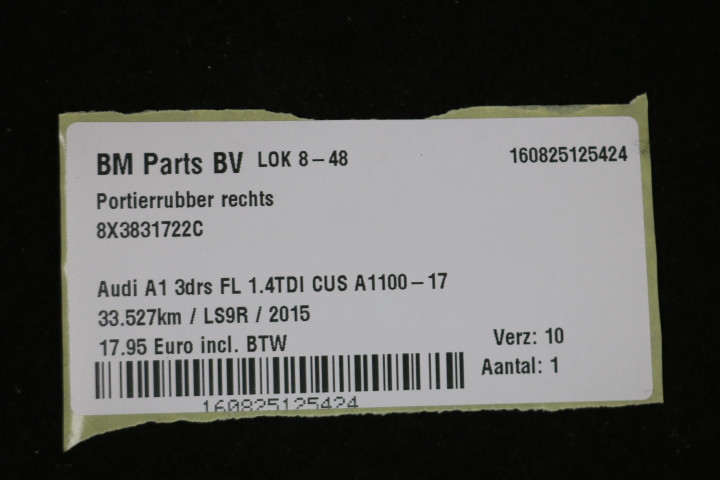 BM Parts BV LOK 8-48 160825125424
Portierrubber rechts
8X3831722C
Audi A1 3drs FL 1.4TDI CUS A1100-17
33.527km / LS9R / 2015
17.95 Euro incl. BTW Verz: 10
Aantal: 1
160825125424